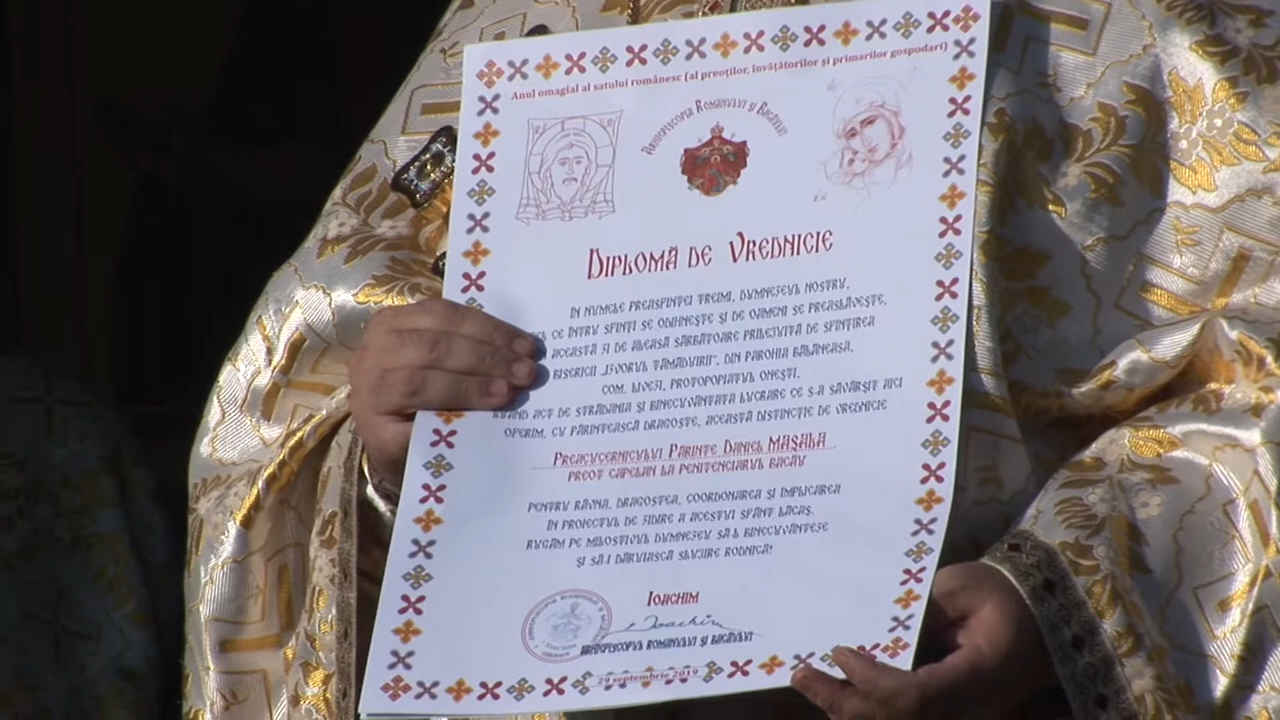 Anul omagial al satului românesc (al preoților, învățătorilor și primarilor gospodari)
Arhiepiscopia Romanului și Bacăului
Diplomă de Vrednicie
În numele Preasfintei Treimi, Dumnezeul nostru,
ce întru sfinți se odihnește și de oameni se preaslăvește,
această zi de aleasă sărbătoare prilejuită de sfințirea
bisericii „Izvorul Tămăduirii", din parohia Bălăneasa,
com. Livezi, Protopopiatul Onești,
act de strădania și binecuvântata lucrare ce s-a săvârșit aici
oferim, cu părintească dragoste, această distincție de vrednicie
Preacucernicului Părinte Daniel MAȘALA
preot capelan la Penitenciarul Bacău
pentru râvna, dragostea, coordonarea și implicarea
în proiectul de zidire a acestui sfânt lăcaș.
Rugăm pe Milostivul Dumnezeu să-l binecuvânteze
și să-i dăruiască slujire rodnică!
Ioachim
Arhiepiscopul Romanului și Bacăului
29 septembrie 2019